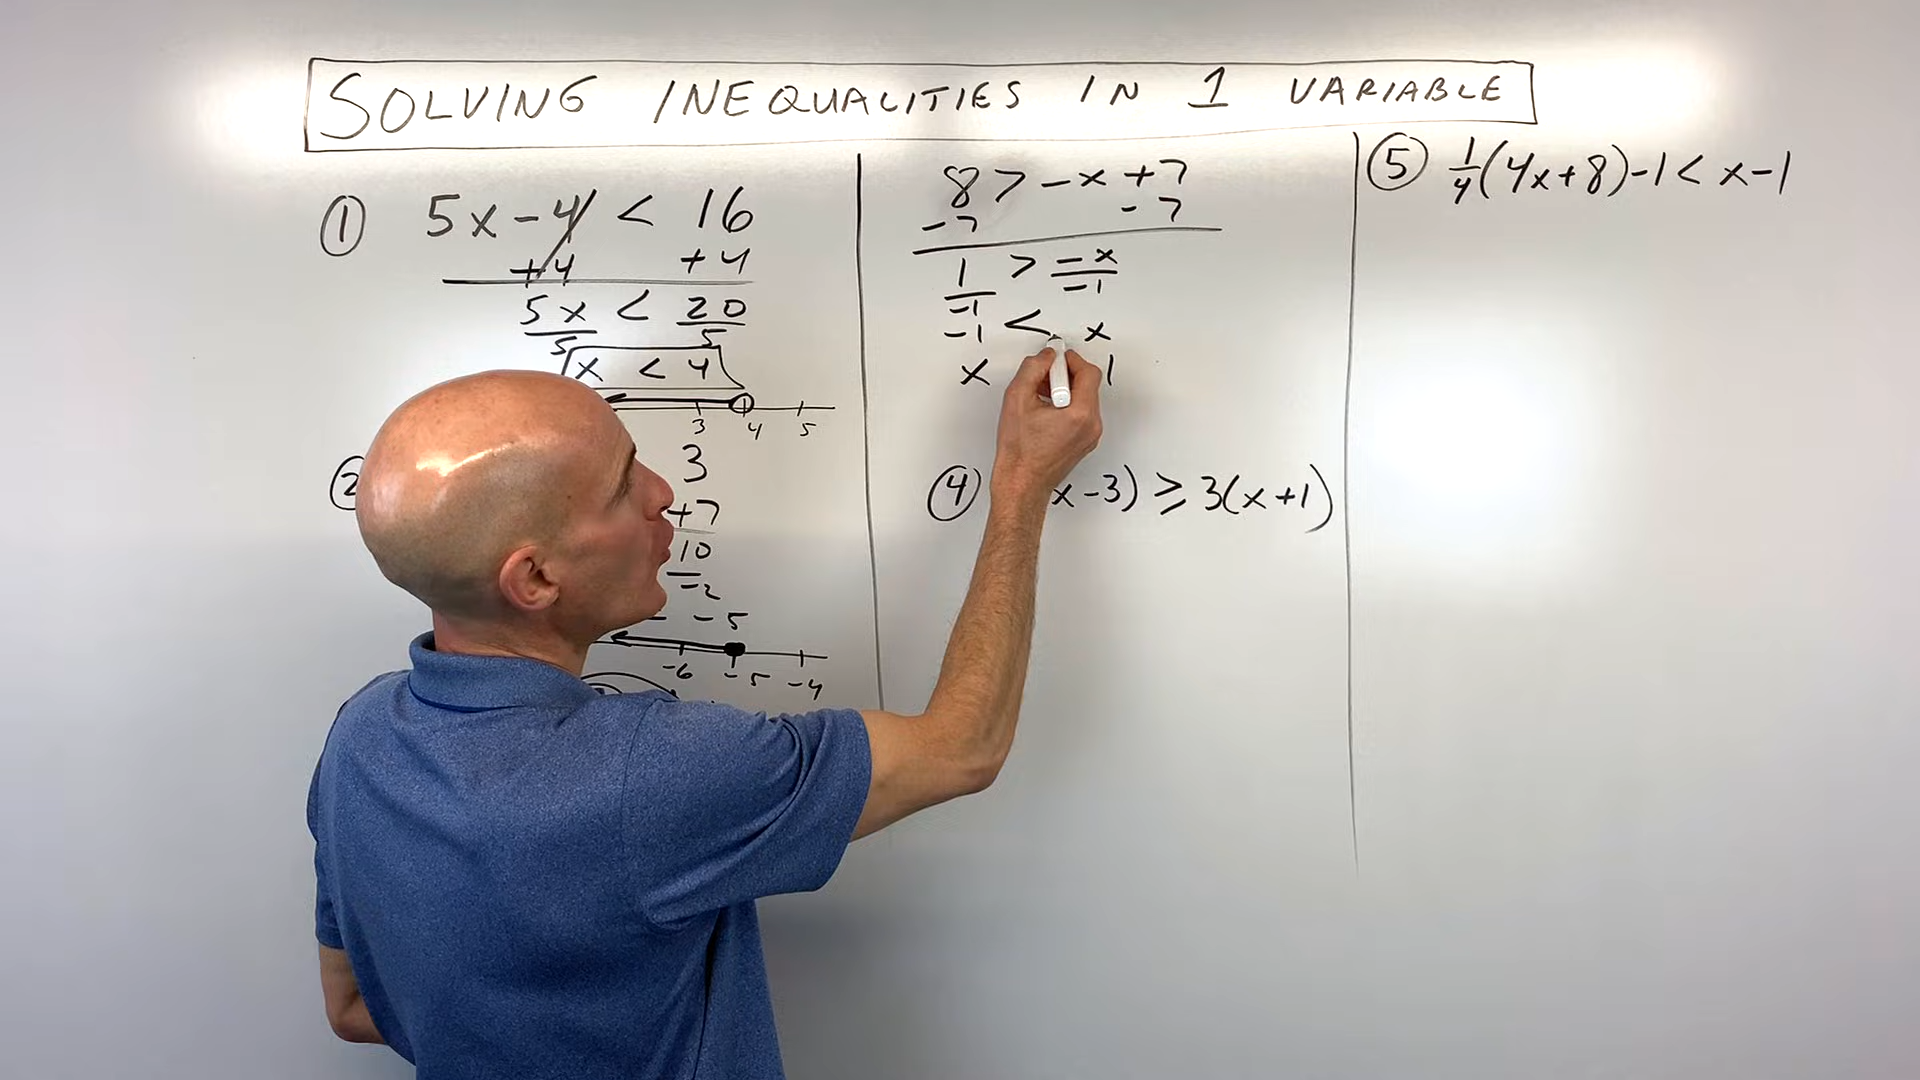 SOLVING INEQUALITIES IN 1 VARIABLE
① 5x - 4 < 16
+4 +4
5x < 20
5 5
x < 4
3 4 5
②
3
+7
10
-2
- 5
-6 -5 -4
8 > -x + 7
-7 -7
1 > -x
-1 -1
-1 < x
x 1
④ x - 3) ≥ 3(x + 1)
⑤ 1/4(4x + 8) - 1 < x - 1